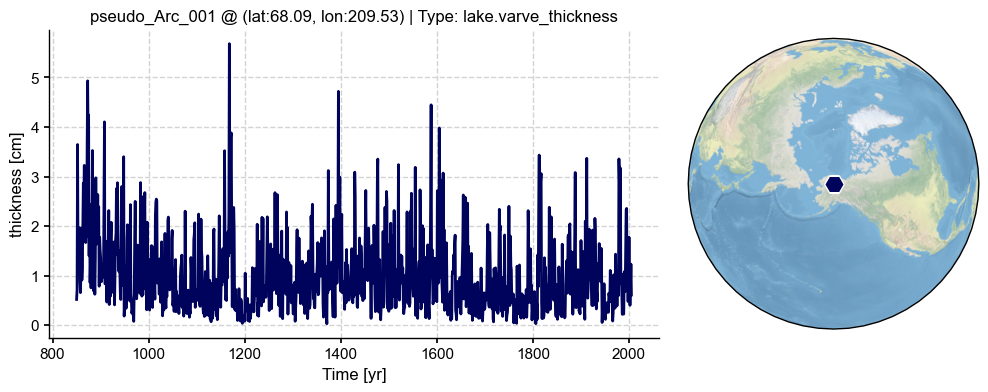 pseudo_Arc_001 @ (lat:68.09, lon:209.53) | Type: lake.varve_thickness
thickness [cm]
5
4
3
2
1
0
800 1000 1200 1400 1600 1800 2000
Time [yr]